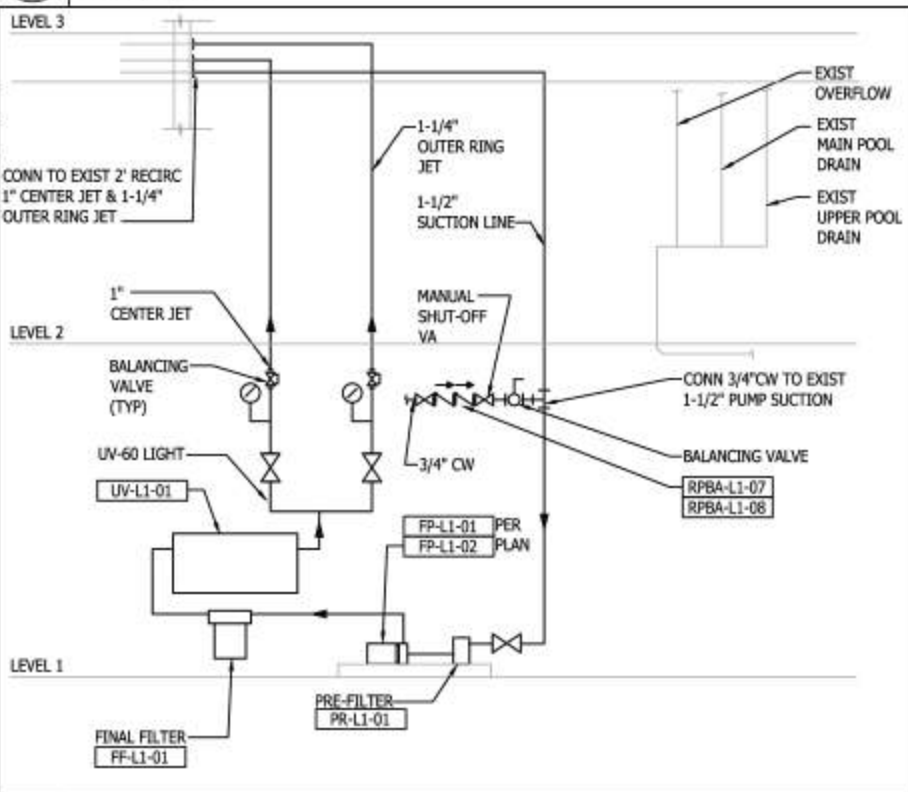 LEVEL 3
EXIST
OVERFLOW
EXIST
MAIN POOL
DRAIN
EXIST
UPPER POOL
DRAIN
1-1/4"
OUTER RING
JET
CONN TO EXIST 2' RECIRC
1" CENTER JET & 1-1/4"
OUTER RING JET
1-1/2"
SUCTION LINE
1"
CENTER JET
MANUAL
SHUT-OFF
VA
LEVEL 2
BALANCING
VALVE
(TYP)
CONN 3/4"CW TO EXIST
1-1/2" PUMP SUCTION
UV-60 LIGHT
3/4" CW
BALANCING VALVE
UV-L1-01
RPBA-L1-07
RPBA-L1-08
FP-L1-01 PER
FP-L1-02 PLAN
LEVEL 1
PRE-FILTER
PR-L1-01
FINAL FILTER
FF-L1-01